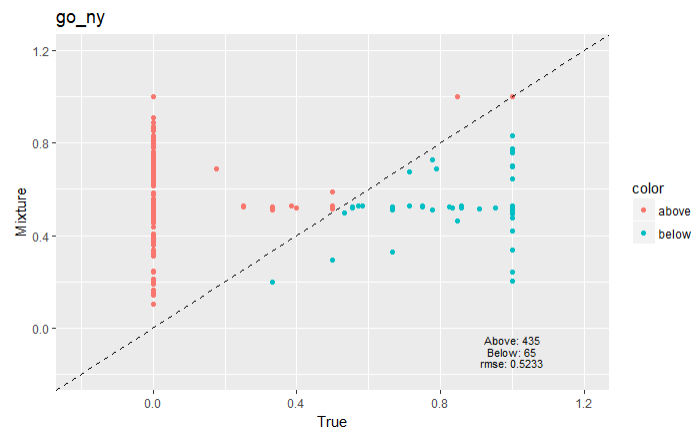 go_ny
1.2
0.8
0.4
0.0
Mixture
0.0 0.4 0.8 1.2
True
color
above
below
Above: 435
Below: 65
rmse: 0.5233